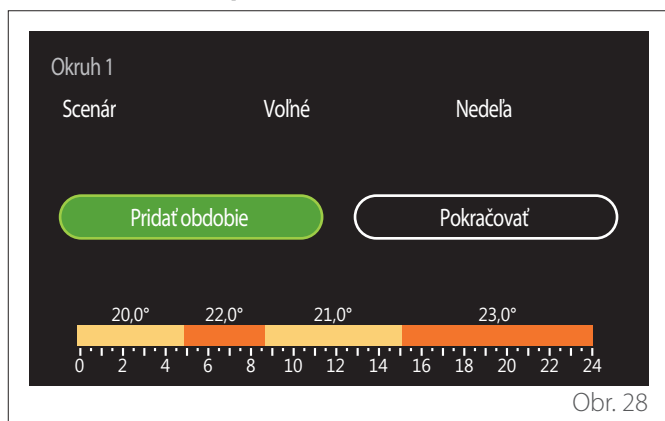 Okruh 1
Scenár Voľné Nedeľa
Pridať obdobie Pokračovať
20,0° 22,0° 21,0° 23,0°
0 2 4 6 8 10 12 14 16 18 20 22 24
Obr. 28